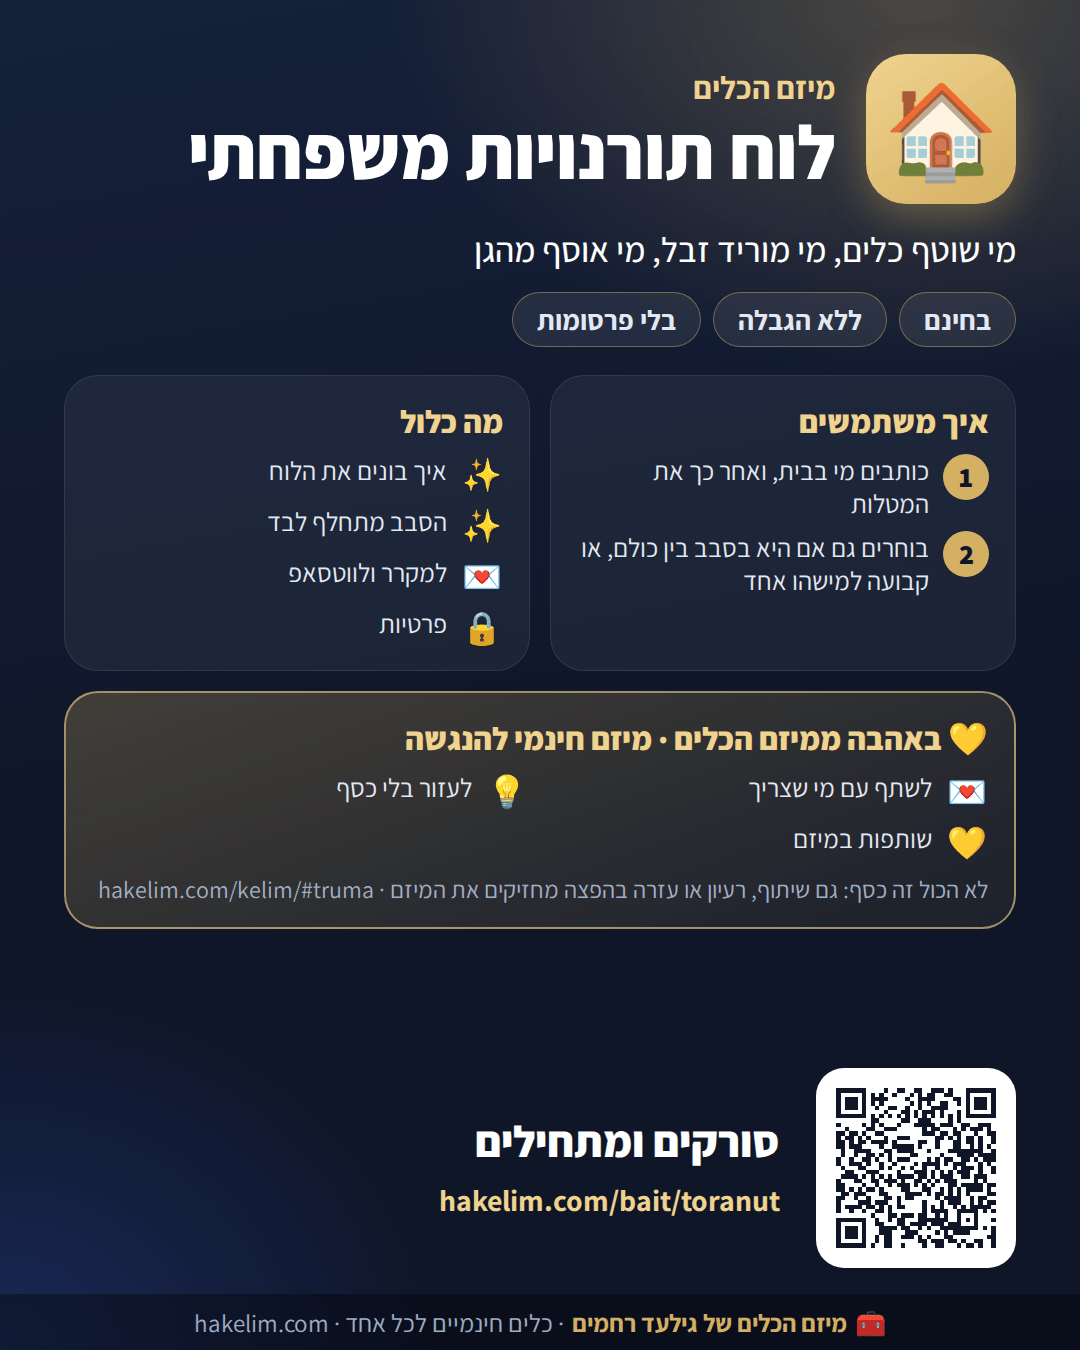 מיזם הכלים
לוח תורנויות משפחתי
מי שוטף כלים, מי מוריד זבל, מי אוסף מהגן
בחינם
ללא הגבלה
בלי פרסומות
איך משתמשים
1 כותבים מי בבית, ואחר כך את
המטלות
2 בוחרים גם אם היא בסבב בין כולם, או
קבועה למישהו אחד
מה כלול
איך בונים את הלוח
הסבב מתחלף לבד
למקרר ולווטסאפ
פרטיות
באהבה ממיזם הכלים · מיזם חינמי להנגשה
לשתף עם מי שצריך
לעזור בלי כסף
שותפות במיזם
לא הכול זה כסף: גם שיתוף, רעיון או עזרה בהפצה מחזיקים את המיזם · hakelim.com/kelim/#truma
סורקים ומתחילים
hakelim.com/bait/toranut
מיזם הכלים של גילעד רחמים · כלים חינמיים לכל אחד · hakelim.com